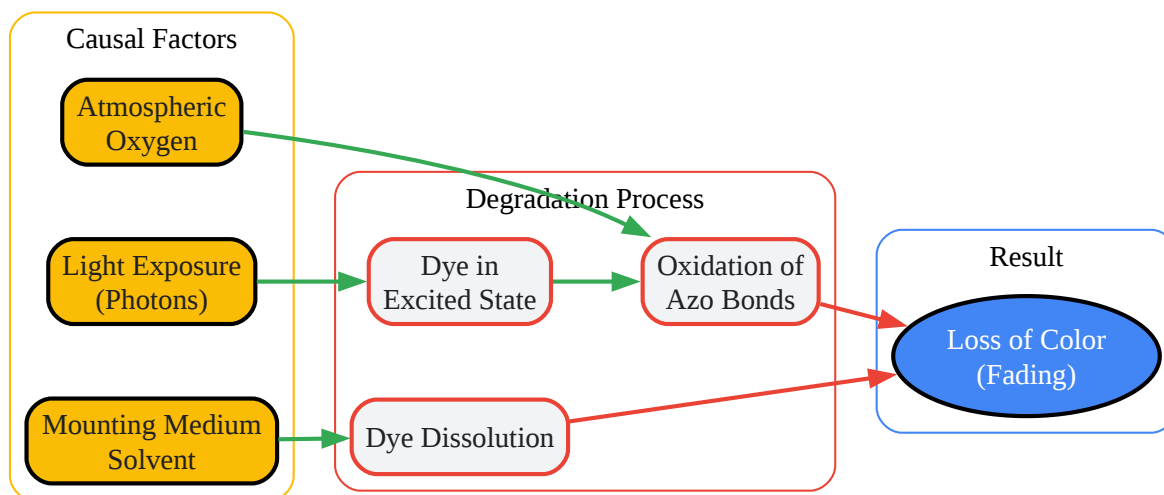 Causal Factors
Atmospheric
Oxygen
Light Exposure
(Photons)
Mounting Medium
Solvent
Degradation Process
Dye in
Excited State
Oxidation of
Azo Bonds
Dye Dissolution
Result
Loss of Color
(Fading)